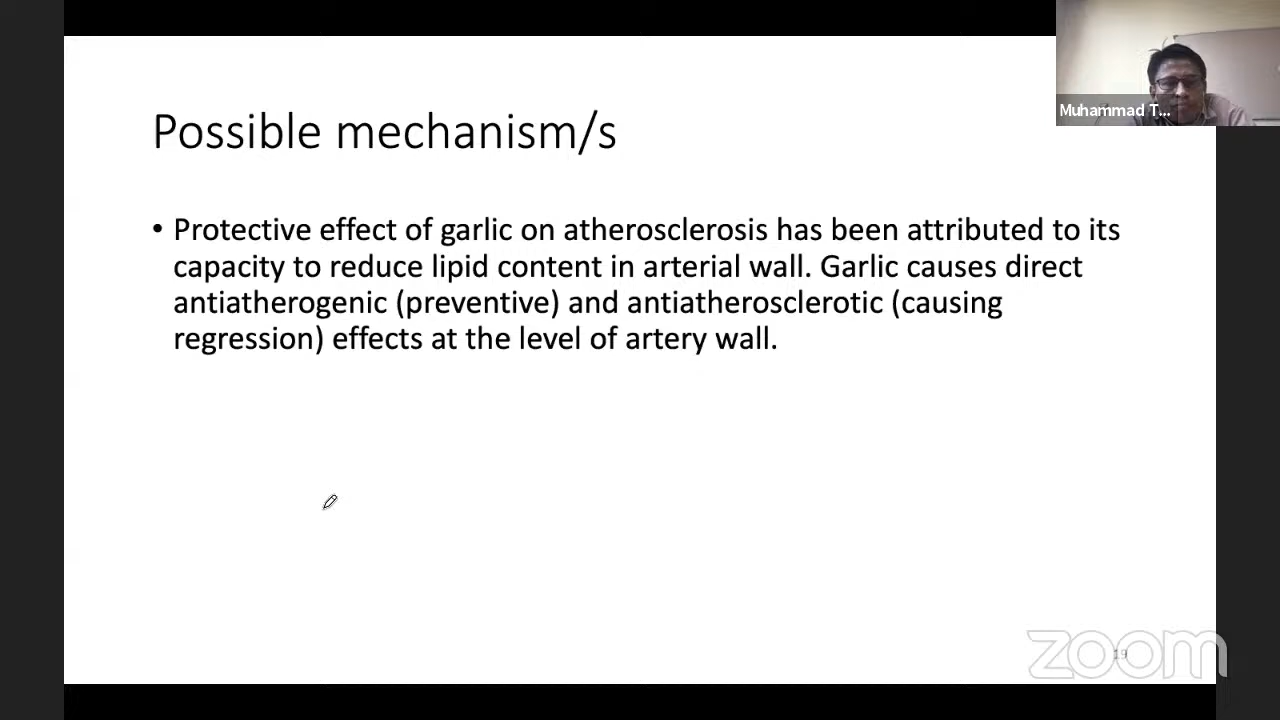 Muhammad T...
Possible mechanism/s
• Protective effect of garlic on atherosclerosis has been attributed to its
capacity to reduce lipid content in arterial wall. Garlic causes direct
antiatherogenic (preventive) and antiatherosclerotic (causing
regression) effects at the level of artery wall.
zoom
19